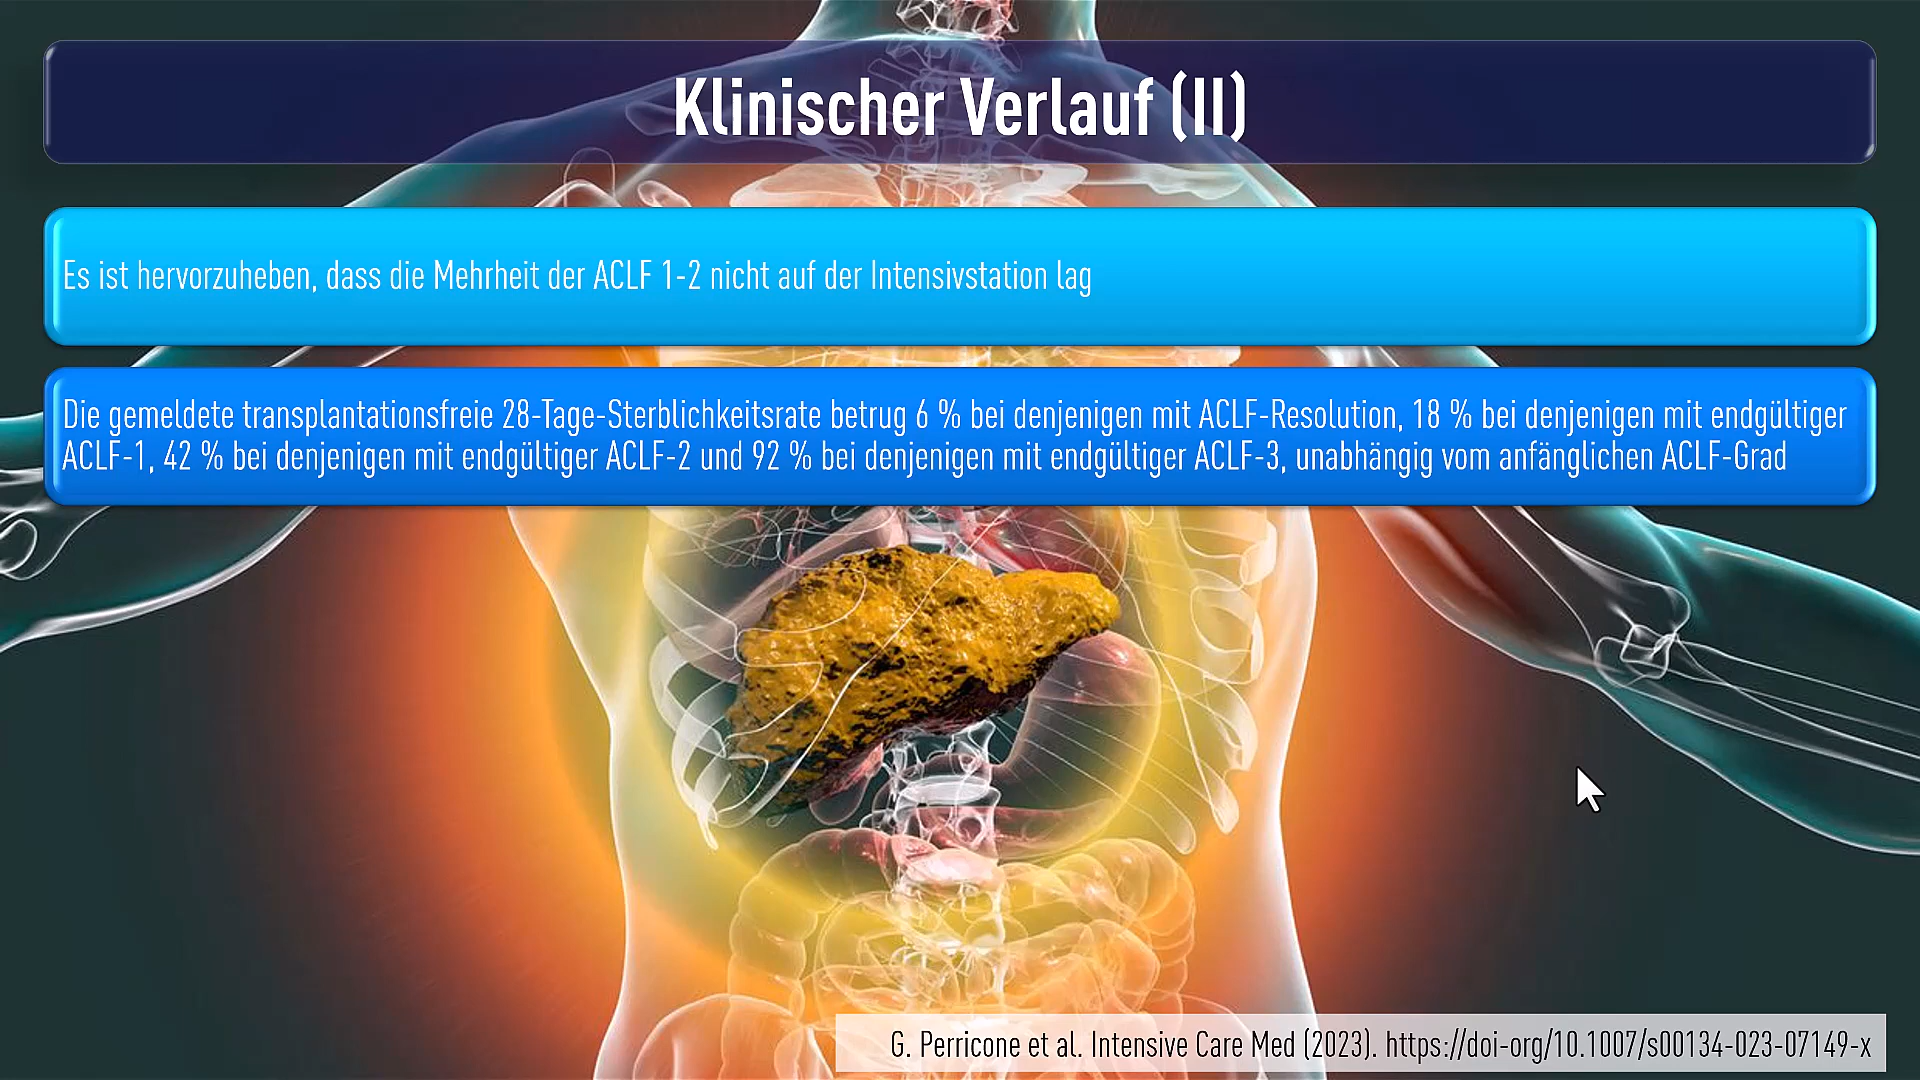 Klinischer Verlauf (II)
Es ist hervorzuheben, dass die Mehrheit der ACLF 1-2 nicht auf der Intensivstation lag
Die gemeldete transplantationsfreie 28-Tage-Sterblichkeitsrate betrug 6 % bei denjenigen mit ACLF-Resolution, 18 % bei denjenigen mit endgültiger
ACLF-1, 42 % bei denjenigen mit endgültiger ACLF-2 und 92 % bei denjenigen mit endgültiger ACLF-3, unabhängig vom anfänglichen ACLF-Grad
G. Perricone et al. Intensive Care Med (2023). https://doi-org/10.1007/s00134-023-07149-x